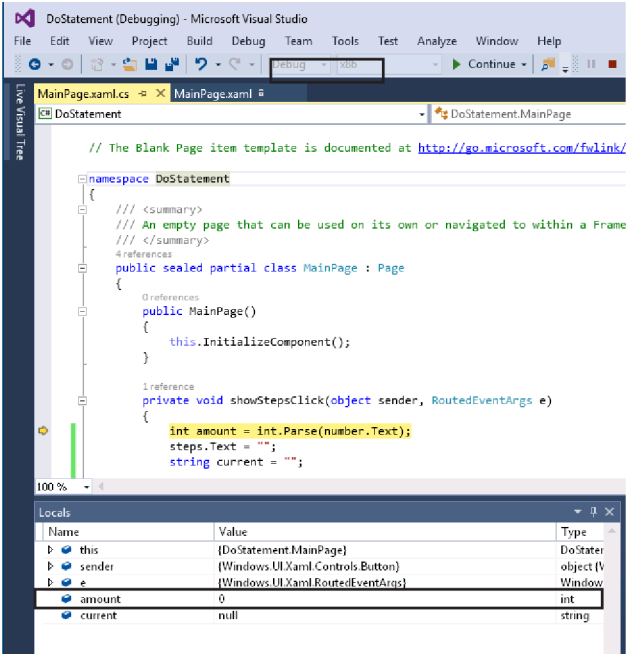 DoStatement (Debugging) - Microsoft Visual Studio
File Edit View Project Build Debug Team Tools Test Analyze Window Help
Debug x86 Continue
MainPage.xaml.cs MainPage.xaml
C# DoStatement DoStatement.MainPage
Live Visual Tree
// The Blank Page item template is documented at http://go.microsoft.com/fwlink/
namespace DoStatement
{
/// <summary>
/// An empty page that can be used on its own or navigated to within a Frame
/// </summary>
4 references
public sealed partial class MainPage : Page
{
0 references
public MainPage()
{
this.InitializeComponent();
}
1 reference
private void showStepsClick(object sender, RoutedEventArgs e)
{
int amount = int.Parse(number.Text);
steps.Text = "";
string current = "";
100 %
Locals
Name Value Type
this {DoStatement.MainPage} DoStater
sender {Windows.UI.Xaml.Controls.Button} object {W
e {Windows.UI.Xaml.RoutedEventArgs} Window
amount 0 int
current null string